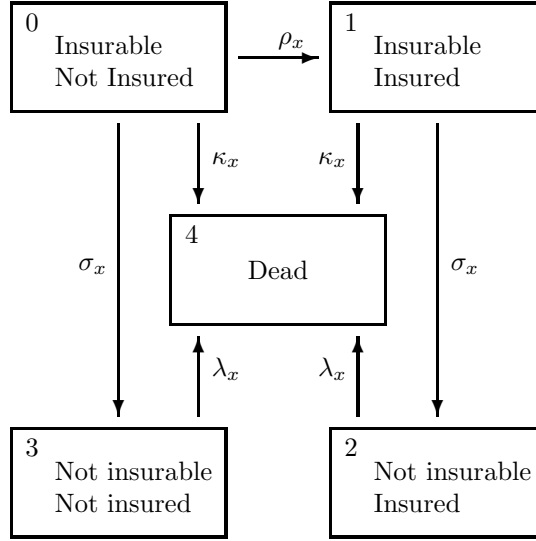 0
Insurable
Not Insured
ρₓ
1
Insurable
Insured
κₓ
κₓ
4
Dead
σₓ
σₓ
λₓ
λₓ
3
Not insurable
Not insured
2
Not insurable
Insured